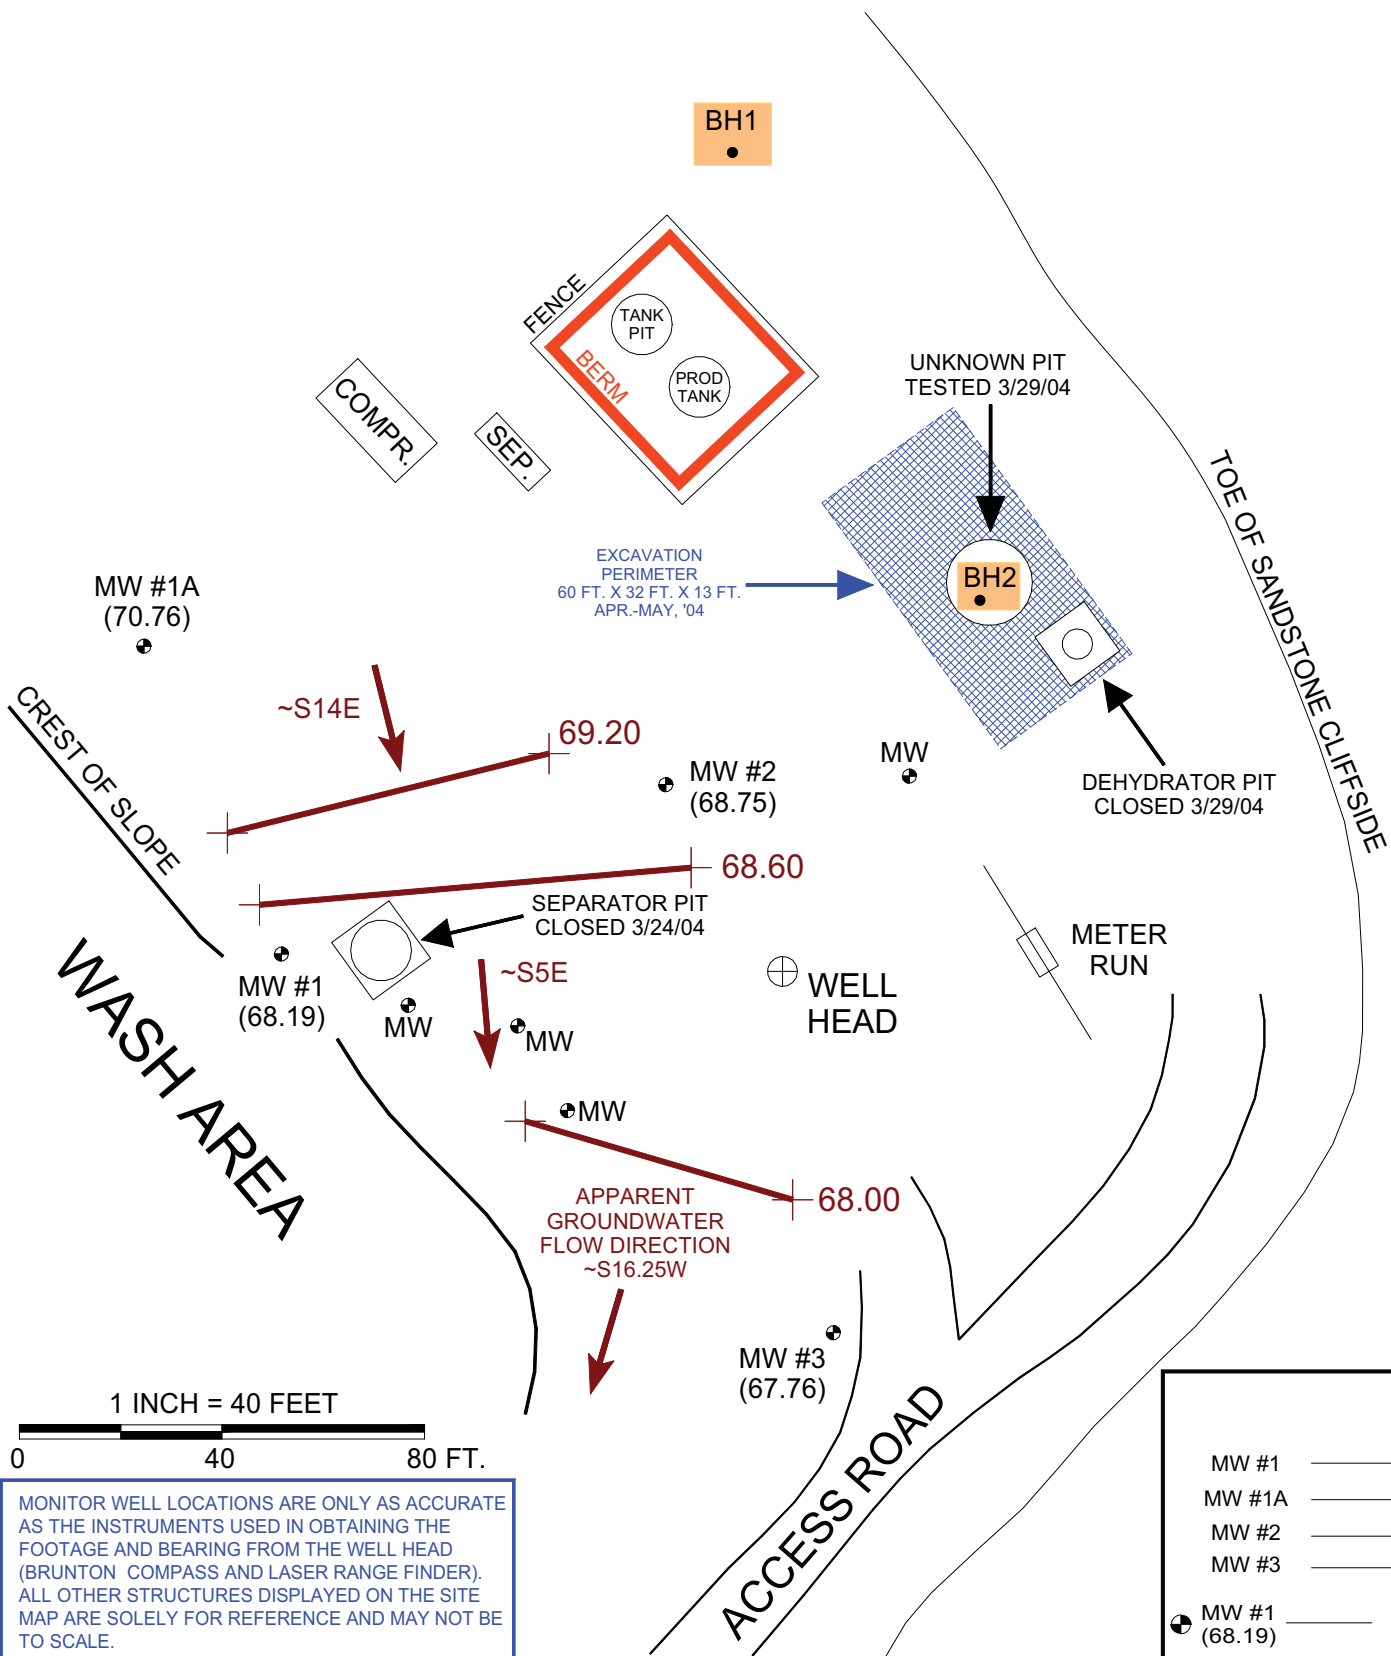 BH1
FENCE
TANK
PIT
BERM
PROD
TANK
COMPR.
SEP.
UNKNOWN PIT
TESTED 3/29/04
TOE OF SANDSTONE CLIFFSIDE
EXCAVATION
PERIMETER
60 FT. X 32 FT. X 13 FT.
APR.-MAY, '04
BH2
MW #1A
(70.76)
CREST OF SLOPE
~S14E
69.20
MW #2
(68.75)
MW
DEHYDRATOR PIT
CLOSED 3/29/04
68.60
SEPARATOR PIT
CLOSED 3/24/04
METER
RUN
WASH AREA
MW #1
(68.19)
MW
~S5E
MW
WELL
HEAD
MW
68.00
APPARENT
GROUNDWATER
FLOW DIRECTION
~S16.25W
MW #3
(67.76)
ACCESS ROAD
1 INCH = 40 FEET
0 40 80 FT.
MONITOR WELL LOCATIONS ARE ONLY AS ACCURATE
AS THE INSTRUMENTS USED IN OBTAINING THE
FOOTAGE AND BEARING FROM THE WELL HEAD
(BRUNTON COMPASS AND LASER RANGE FINDER).
ALL OTHER STRUCTURES DISPLAYED ON THE SITE
MAP ARE SOLELY FOR REFERENCE AND MAY NOT BE
TO SCALE.
MW #1
MW #1A
MW #2
MW #3
MW #1
(68.19)